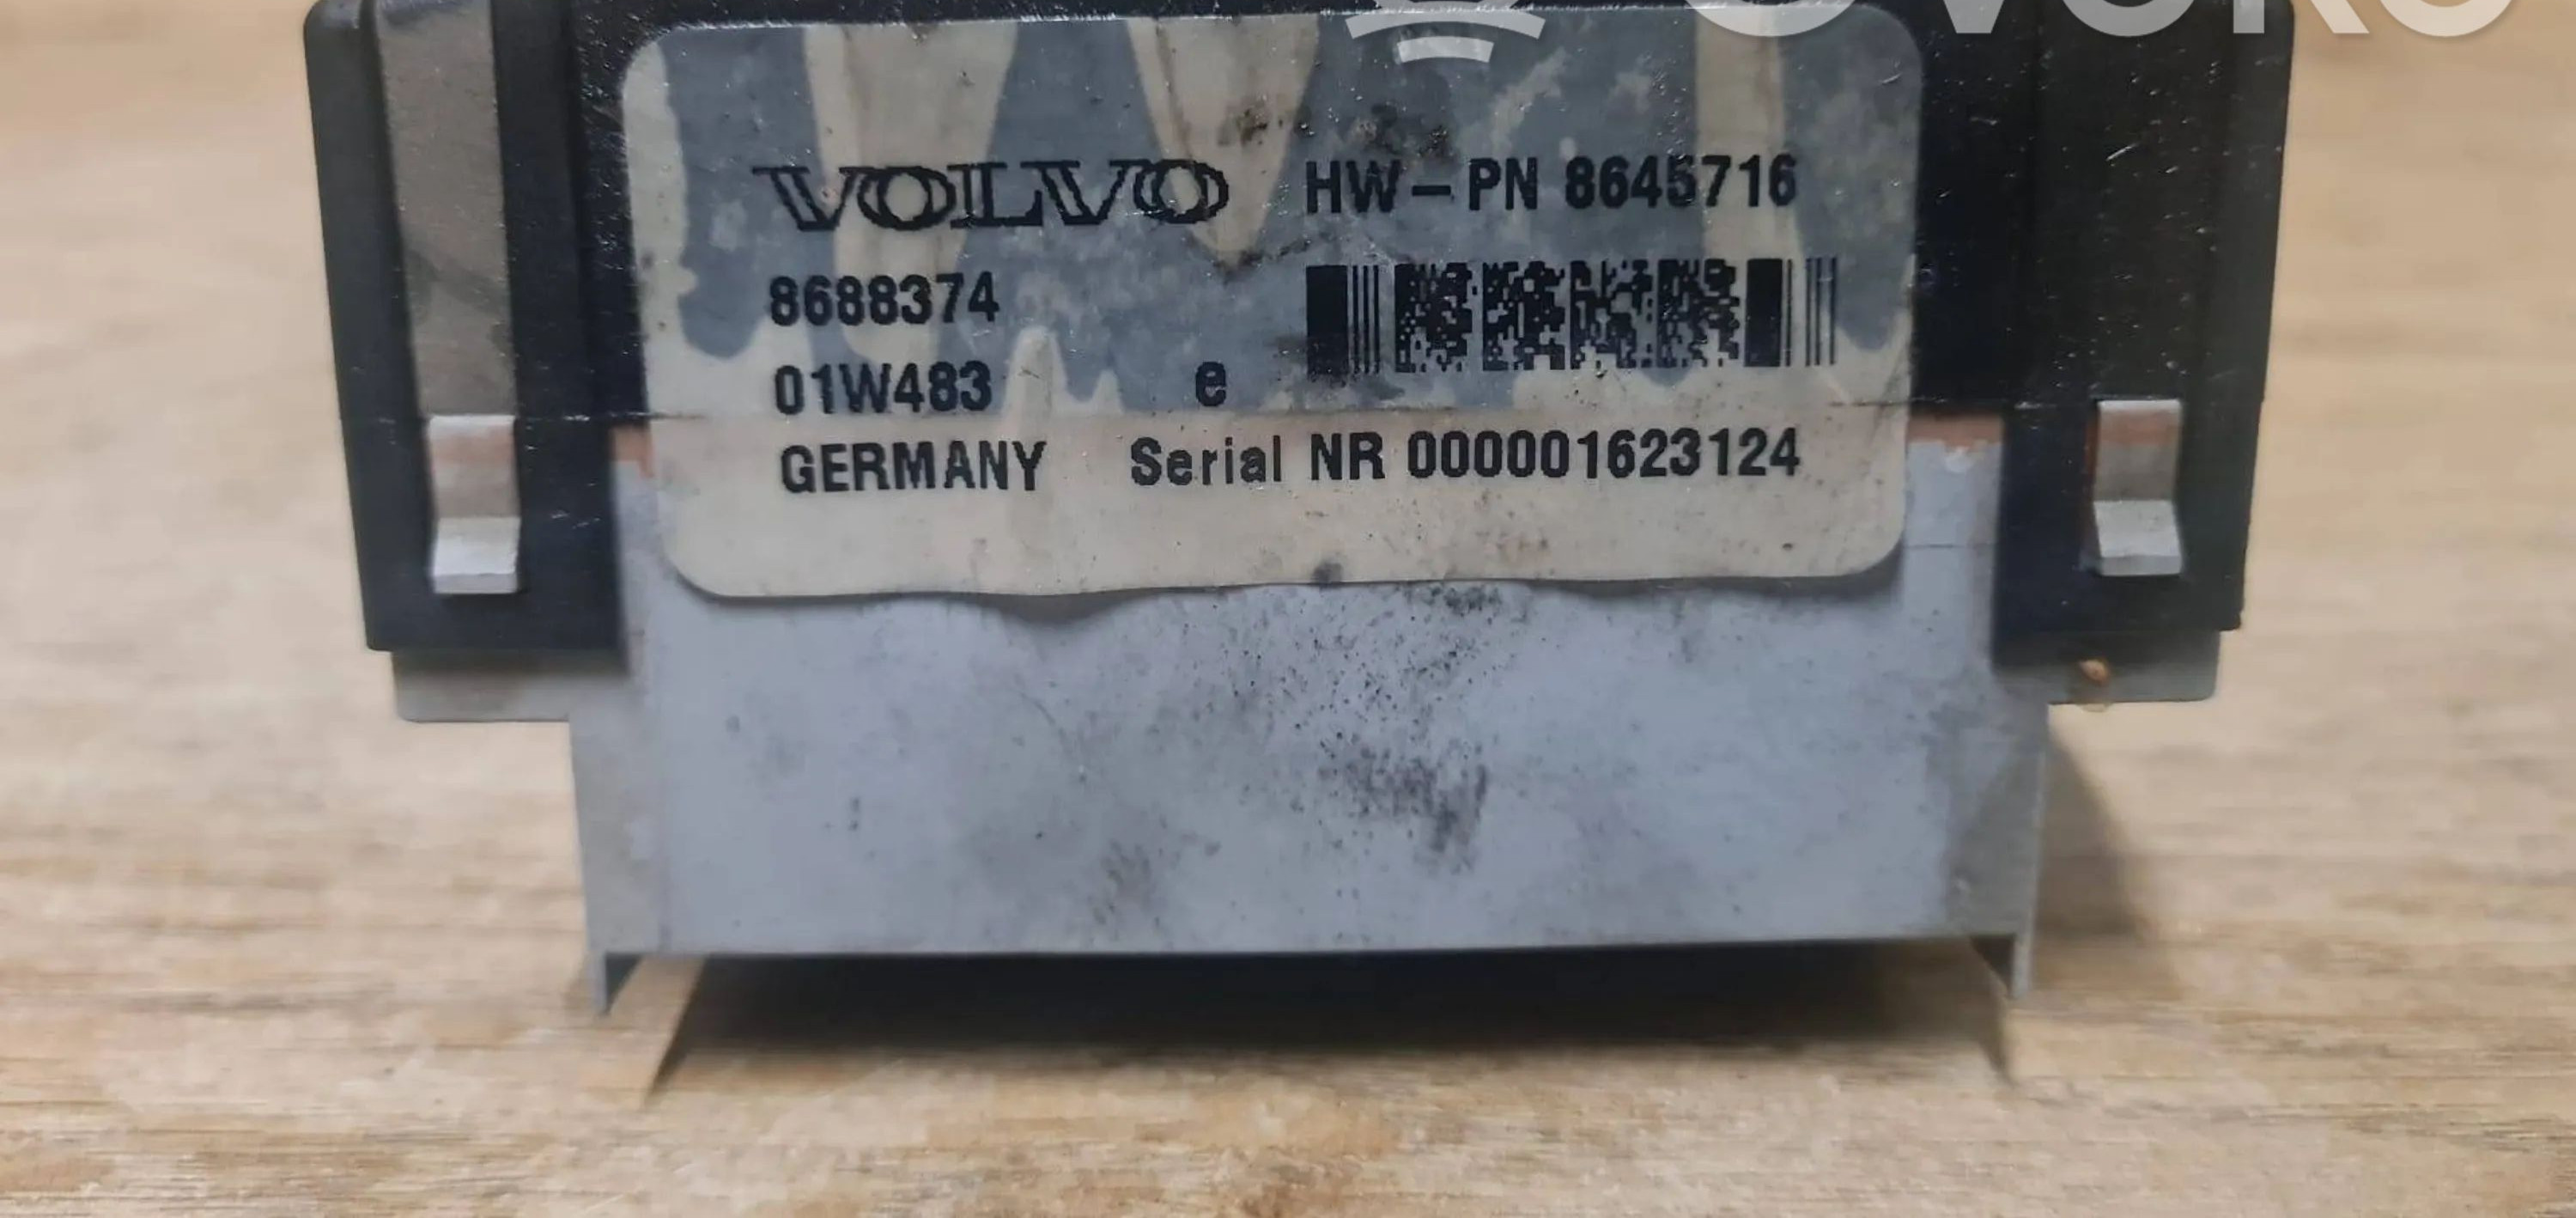 VOLVO HW-PN 8645716
8688374
01W483 e
GERMANY Serial NR 000001623124